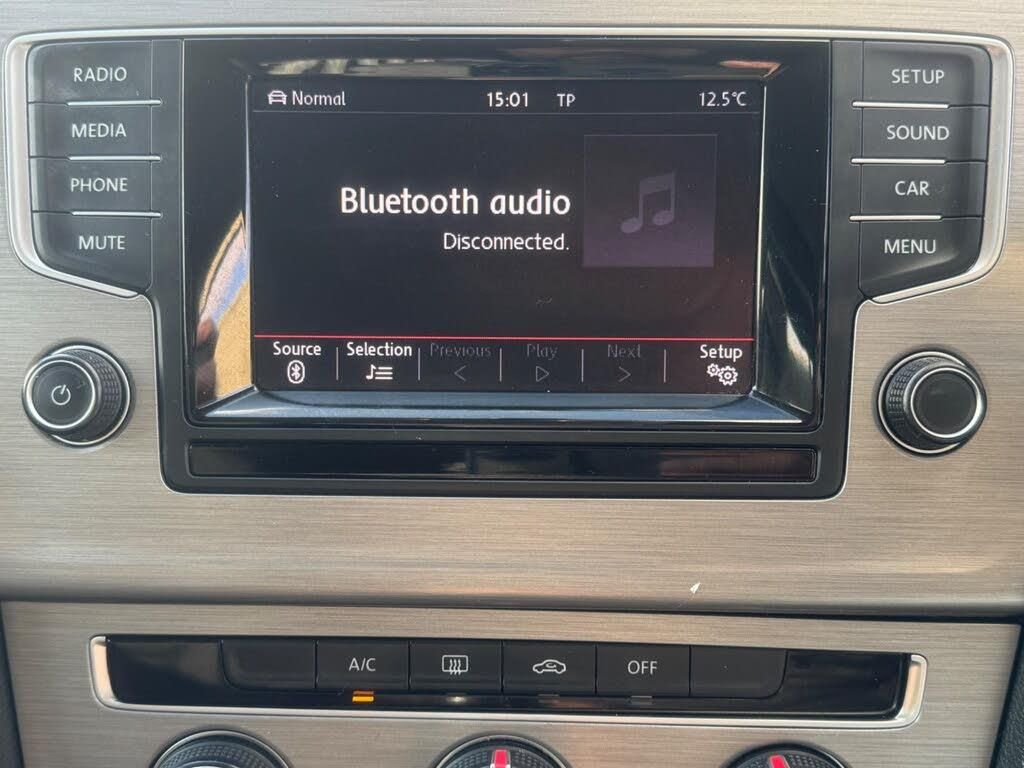 RADIO
MEDIA
PHONE
MUTE
Normal 15:01 TP 12.5°C
Bluetooth audio
Disconnected.
Source Selection Previous Play Next Setup
SETUP
SOUND
CAR
MENU
A/C OFF